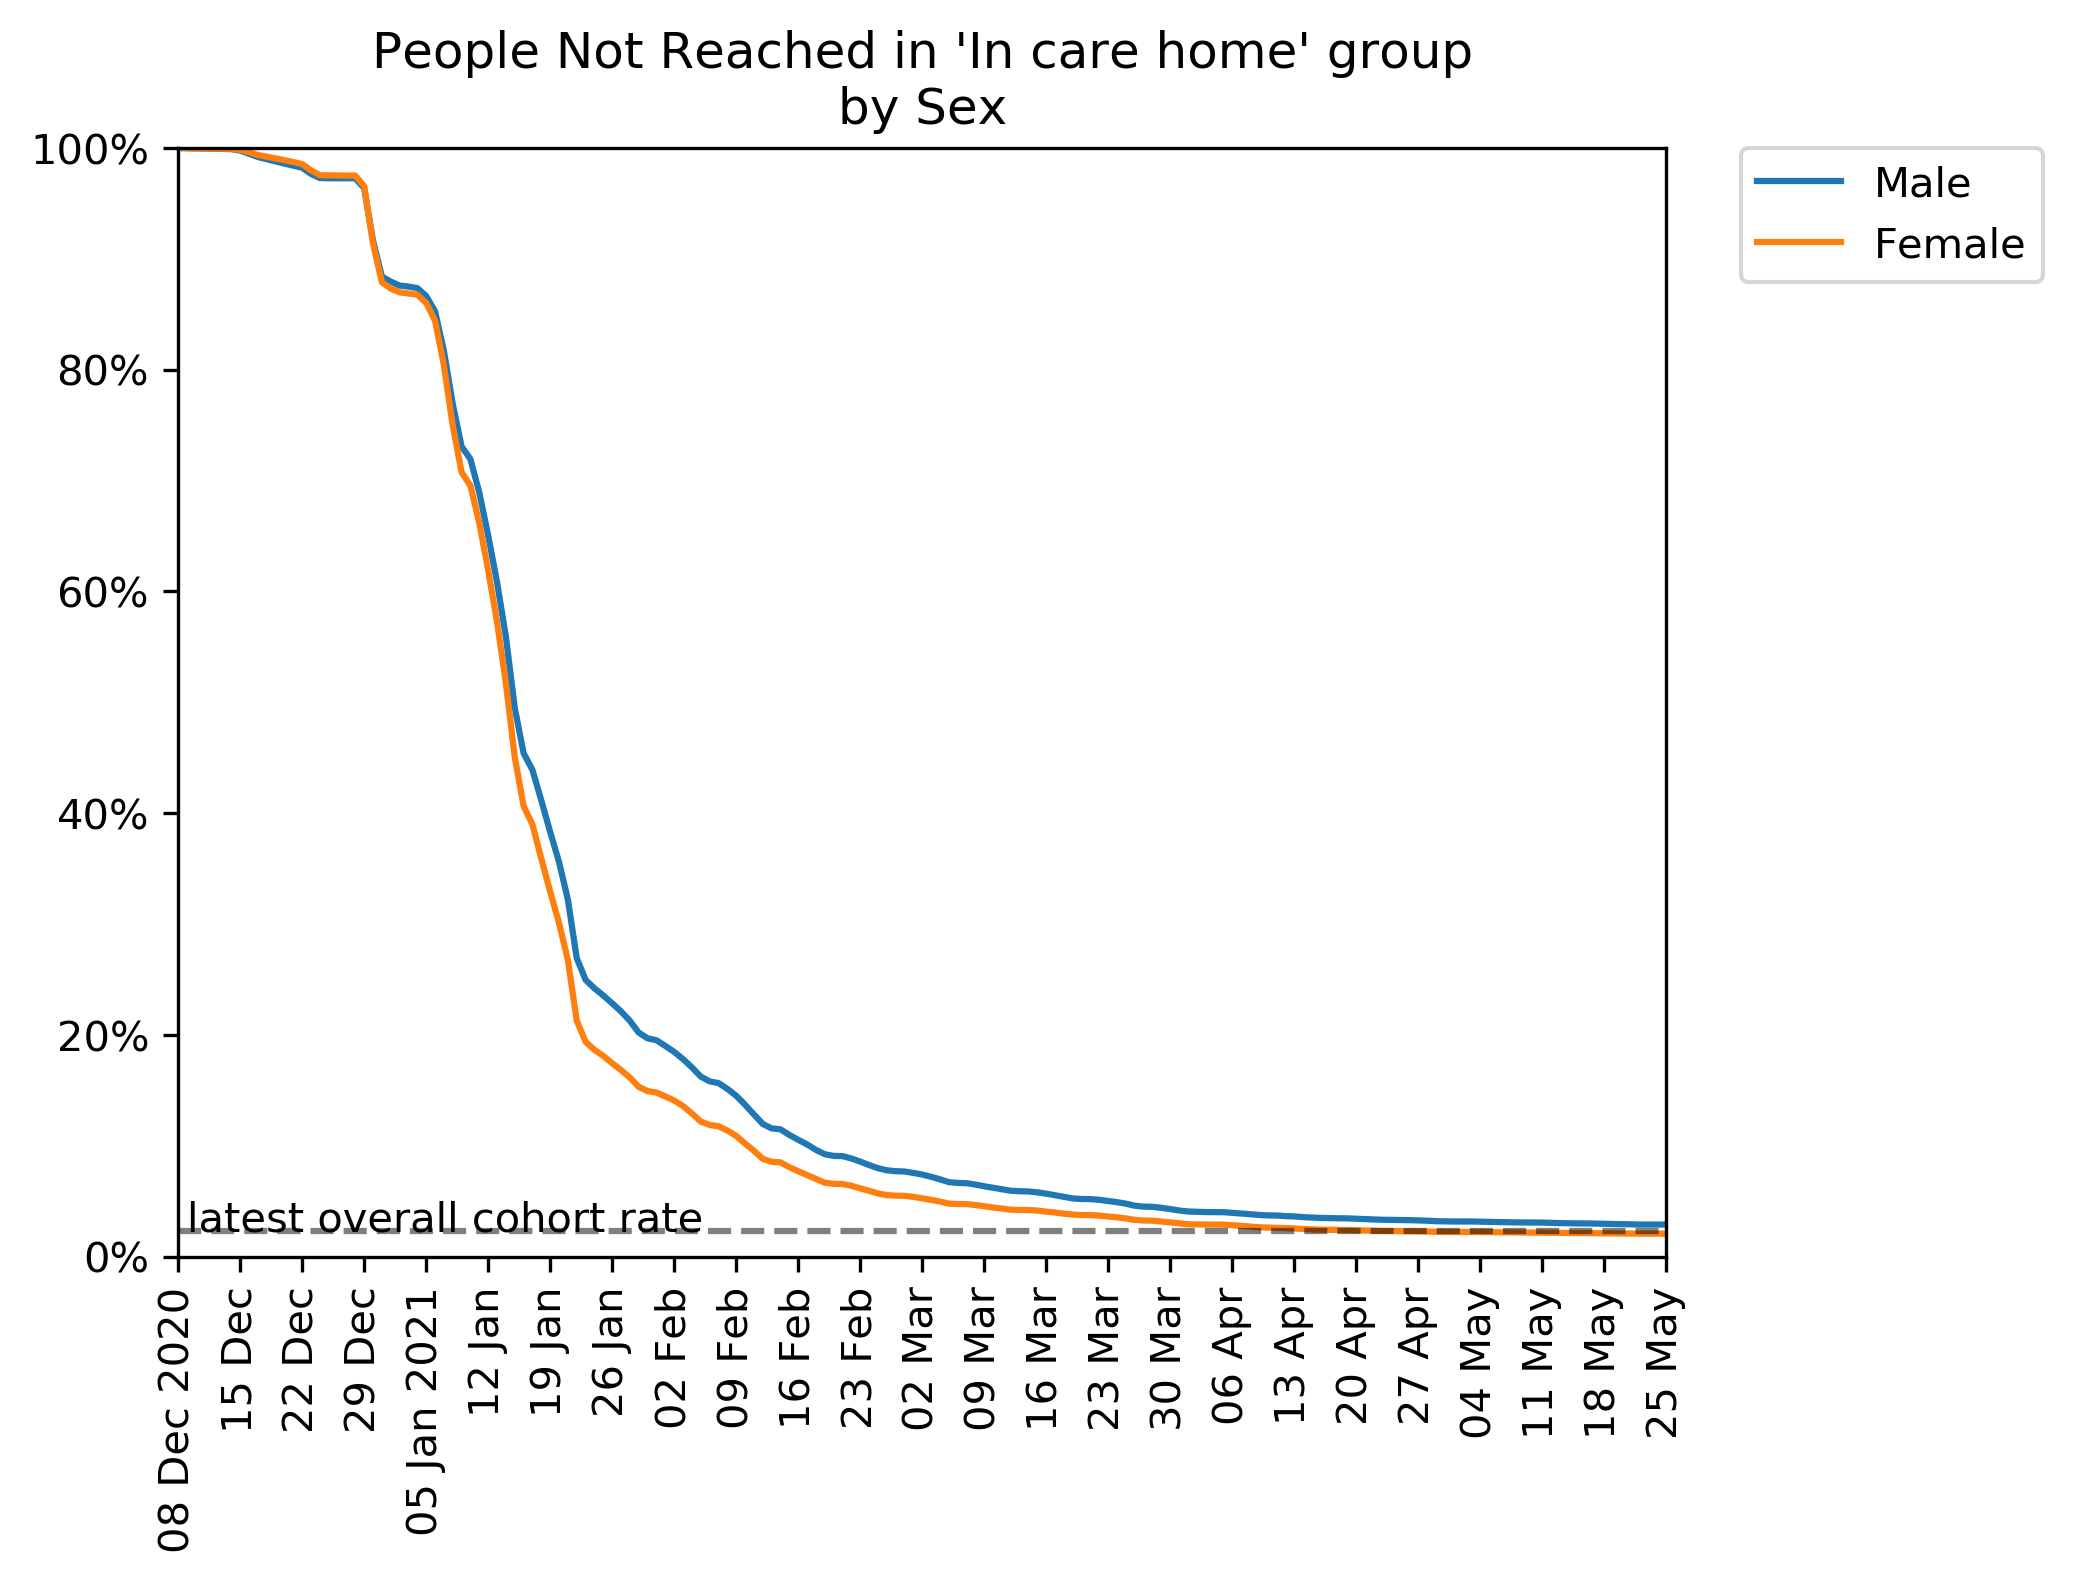 People Not Reached in 'In care home' group
by Sex
100%
80%
60%
40%
20%
0%
Male
Female
latest overall cohort rate
08 Dec 2020
15 Dec
22 Dec
29 Dec
05 Jan 2021
12 Jan
19 Jan
26 Jan
02 Feb
09 Feb
16 Feb
23 Feb
02 Mar
09 Mar
16 Mar
23 Mar
30 Mar
06 Apr
13 Apr
20 Apr
27 Apr
04 May
11 May
18 May
25 May